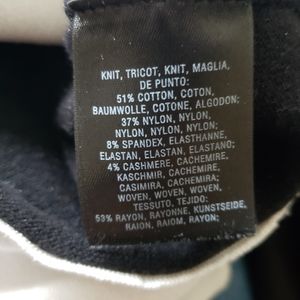 KNIT, TRICOT, KNIT, MAGLIA,
DE PUNTO:
51% COTTON, COTON,
BAUMWOLLE, COTONE, ALGODON;
37% NYLON, NYLON,
NYLON, NYLON, NYLON;
8% SPANDEX, ELASTHANNE,
ELASTAN, ELASTAN, ELASTANO;
4% CASHMERE, CACHEMIRE,
KASCHMIR, CACHEMIRE,
CASIMIRA, CACHEMIRE;
WOVEN, WOVEN, WOVEN,
TESSUTO, TEJIDO:
53% RAYON, RAYONNE, KUNSTSEIDE,
RAION, RAIOM, RAYON;